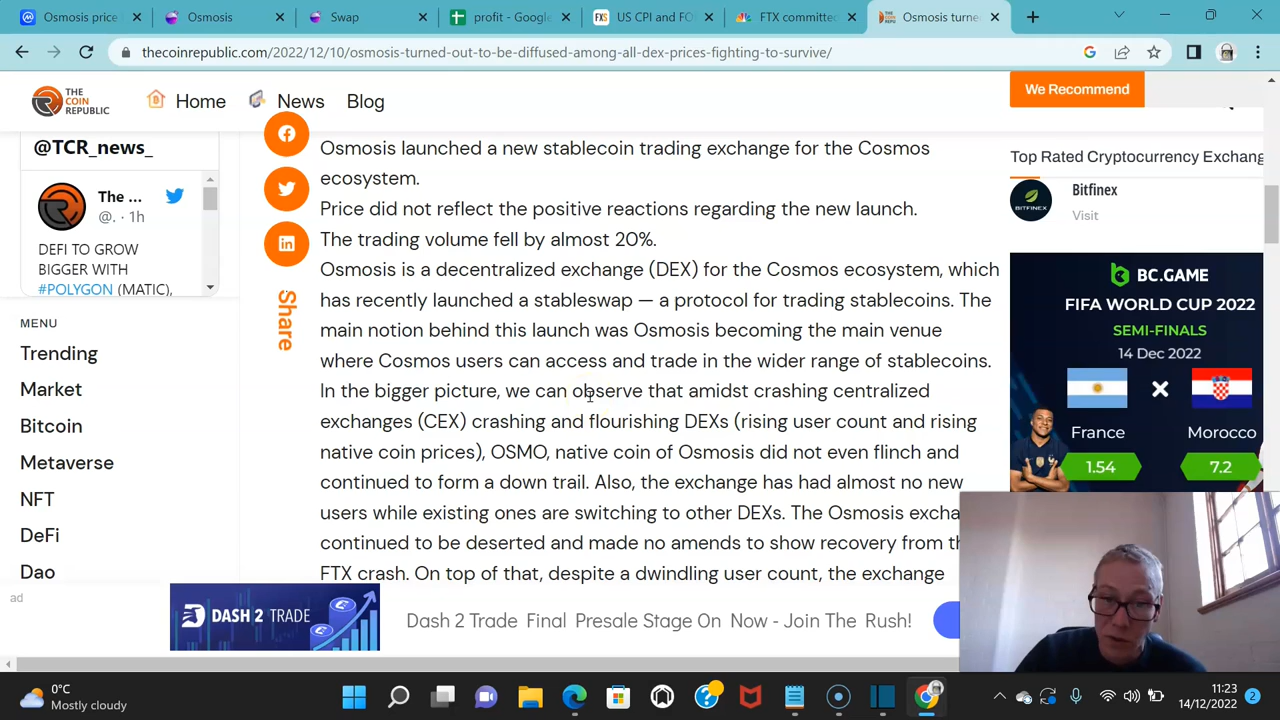 Osmosis price
Osmosis
Swap
profit - Google
US CPI and FO
FTX committe
Osmosis turne
thecoinrepublic.com/2022/12/10/osmosis-turned-out-to-be-diffused-among-all-dex-prices-fighting-to-survive/
THE COIN REPUBLIC
Home
News
Blog
We Recommend
@TCR_news_
The ...
@. · 1h
DEFI TO GROW
BIGGER WITH
#POLYGON (MATIC),
MENU
Trending
Market
Bitcoin
Metaverse
NFT
DeFi
Dao
ad
Share
Osmosis launched a new stablecoin trading exchange for the Cosmos
ecosystem.
Price did not reflect the positive reactions regarding the new launch.
The trading volume fell by almost 20%.
Osmosis is a decentralized exchange (DEX) for the Cosmos ecosystem, which
has recently launched a stableswap — a protocol for trading stablecoins. The
main notion behind this launch was Osmosis becoming the main venue
where Cosmos users can access and trade in the wider range of stablecoins.
In the bigger picture, we can observe that amidst crashing centralized
exchanges (CEX) crashing and flourishing DEXs (rising user count and rising
native coin prices), OSMO, native coin of Osmosis did not even flinch and
continued to form a down trail. Also, the exchange has had almost no new
users while existing ones are switching to other DEXs. The Osmosis excha
continued to be deserted and made no amends to show recovery from th
FTX crash. On top of that, despite a dwindling user count, the exchange
Top Rated Cryptocurrency Exchang
BITFINEX
Bitfinex
Visit
BC.GAME
FIFA WORLD CUP 2022
SEMI-FINALS
14 Dec 2022
France
Morocco
1.54
7.2
DASH 2 TRADE
Dash 2 Trade Final Presale Stage On Now - Join The Rush!
0°C
Mostly cloudy
11:23
14/12/2022
2